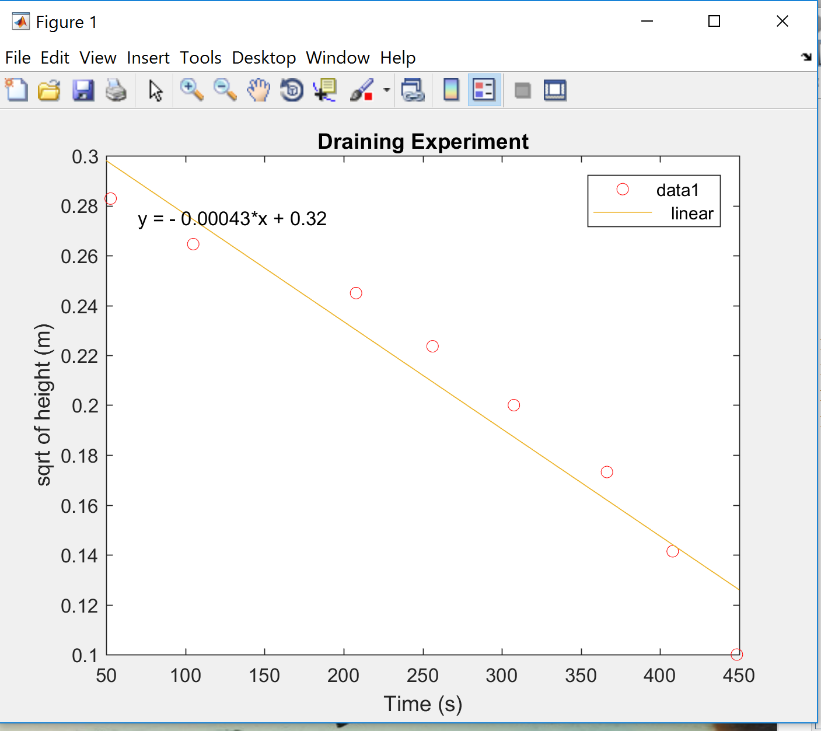 Figure 1
File Edit View Insert Tools Desktop Window Help
Draining Experiment
0.3
0.28
0.26
0.24
0.22
0.2
0.18
0.16
0.14
0.12
0.1
sqrt of height (m)
y = - 0.00043*x + 0.32
data1
linear
50 100 150 200 250 300 350 400 450
Time (s)